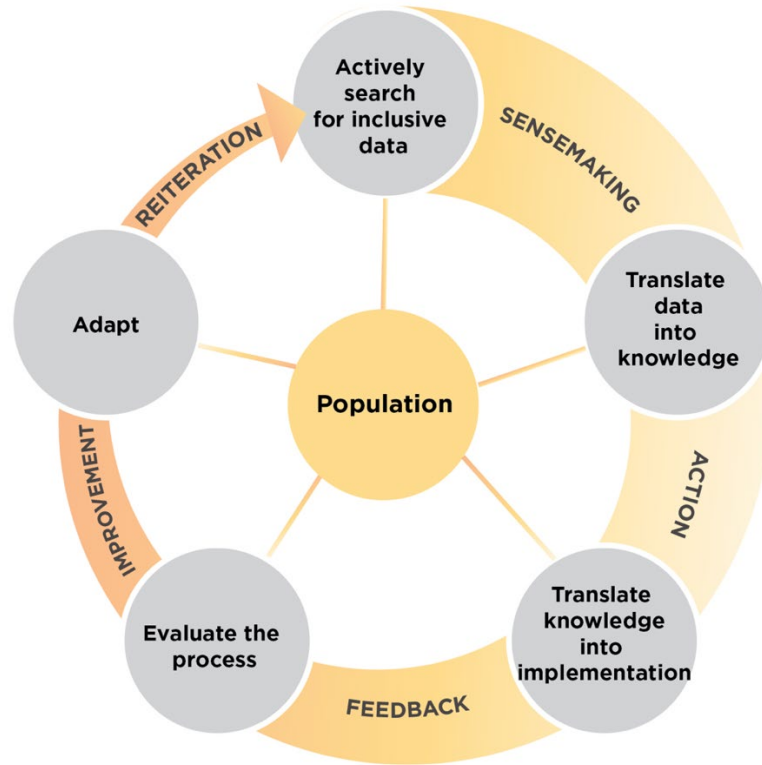 Actively
search
for inclusive
data
SENSEMAKING
Translate
data
into
knowledge
ACTION
Translate
knowledge
into
implementation
FEEDBACK
Evaluate the
process
IMPROVEMENT
Adapt
REITERATION
Population